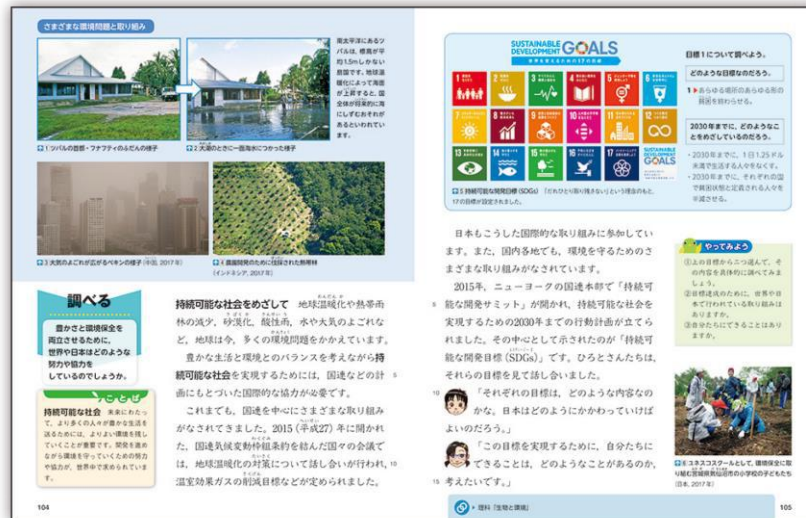 さまざまな環境問題と取り組み
南太平洋にあるツ
バルは、標高が平
均1.5mしかない
島国です。地球温
暖化によって海面
が上昇すると、国
全体が将来的に海
にしずむおそれが
あるといわれてい
ます。
1 ツバルの首都・フナフティのふだんの様子
2 大潮のときに一面海水につかった様子
3 大気のよごれが広がるペキンの様子(中国、2017年)
4 農園開発のために伐採された熱帯林
(インドネシア、2017年)
調べる
豊かさと環境保全を
両立させるために、
世界や日本はどのような
努力や協力を
しているのでしょうか。
ことば
持続可能な社会 未来にわたっ
て、より多くの人々が豊かな生活を
送るためには、よりよい環境を残し
ていくことが重要です。開発を進め
ながら環境を守っていくための努力
や協力が、世界中で求められていま
す。
持続可能な社会をめざして 地球温暖化や熱帯雨
林の減少、砂漠化、酸性雨、水や大気のよごれな
ど、地球は今、多くの環境問題をかかえています。
豊かな生活と環境とのバランスを考えながら持
続可能な社会を実現するためには、国連などの計 5
画にもとづいた国際的な協力が必要です。
これまでも、国連を中心にさまざまな取り組み
がなされてきました。2015(平成27)年に開かれ
た、国連気候変動枠組条約を結んだ国々の会議で
は、地球温暖化の対策について話し合いが行われ、 10
温室効果ガスの削減目標などが定められました。
104
SUSTAINABLE
DEVELOPMENT GOALS
世界を変えるための17の目標
1 2 3 4 5 6
7 8 9 10 11 12
13 14 15 16 17
SUSTAINABLE
DEVELOPMENT
GOALS
5 持続可能な開発目標(SDGs) 「だれひとり取り残さない」という理念のもと、
17の目標が設定されました。
目標1について調べよう。
どのような目標なのだろう。
1 ▶あらゆる場所のあらゆる形の
貧困を終わらせる。
2030年までに、どのようなこ
とをめざしているのだろう。
・2030年までに、1日1.25ドル
未満で生活する人々をなくす。
・2030年までに、それぞれの国
で貧困状態と定義される人々を
半減させる。
日本もこうした国際的な取り組みに参加してい
ます。また、国内各地でも、環境を守るためのさ
まざまな取り組みがなされています。
2015年、ニューヨークの国連本部で「持続可
5 能な開発サミット」が開かれ、持続可能な社会を
実現するための2030年までの行動計画が立てら
れました。その中心として示されたのが「持続可
能な開発目標(SDGs)」です。ひろとさんたちは、
それらの目標を見て話し合いました。
10 「それぞれの目標は、どのような内容なの
かな。日本はどのようにかかわっていけば
よいのだろう。」
「この目標を実現するために、自分たちに
できることは、どのようなことがあるのか、
15 考えたいです。」
やってみよう
①上の目標から二つ選んで、そ
の内容を具体的に調べてみま
しょう。
②目標達成のために、世界や日
本で行われている取り組みは
ありますか。
③自分たちにできることはあり
ますか。
6 ユネスコスクールとして、環境保全に取
り組む宮城県気仙沼市の小学校の子どもたち
(日本、2017年)
理科「生物と環境」
105